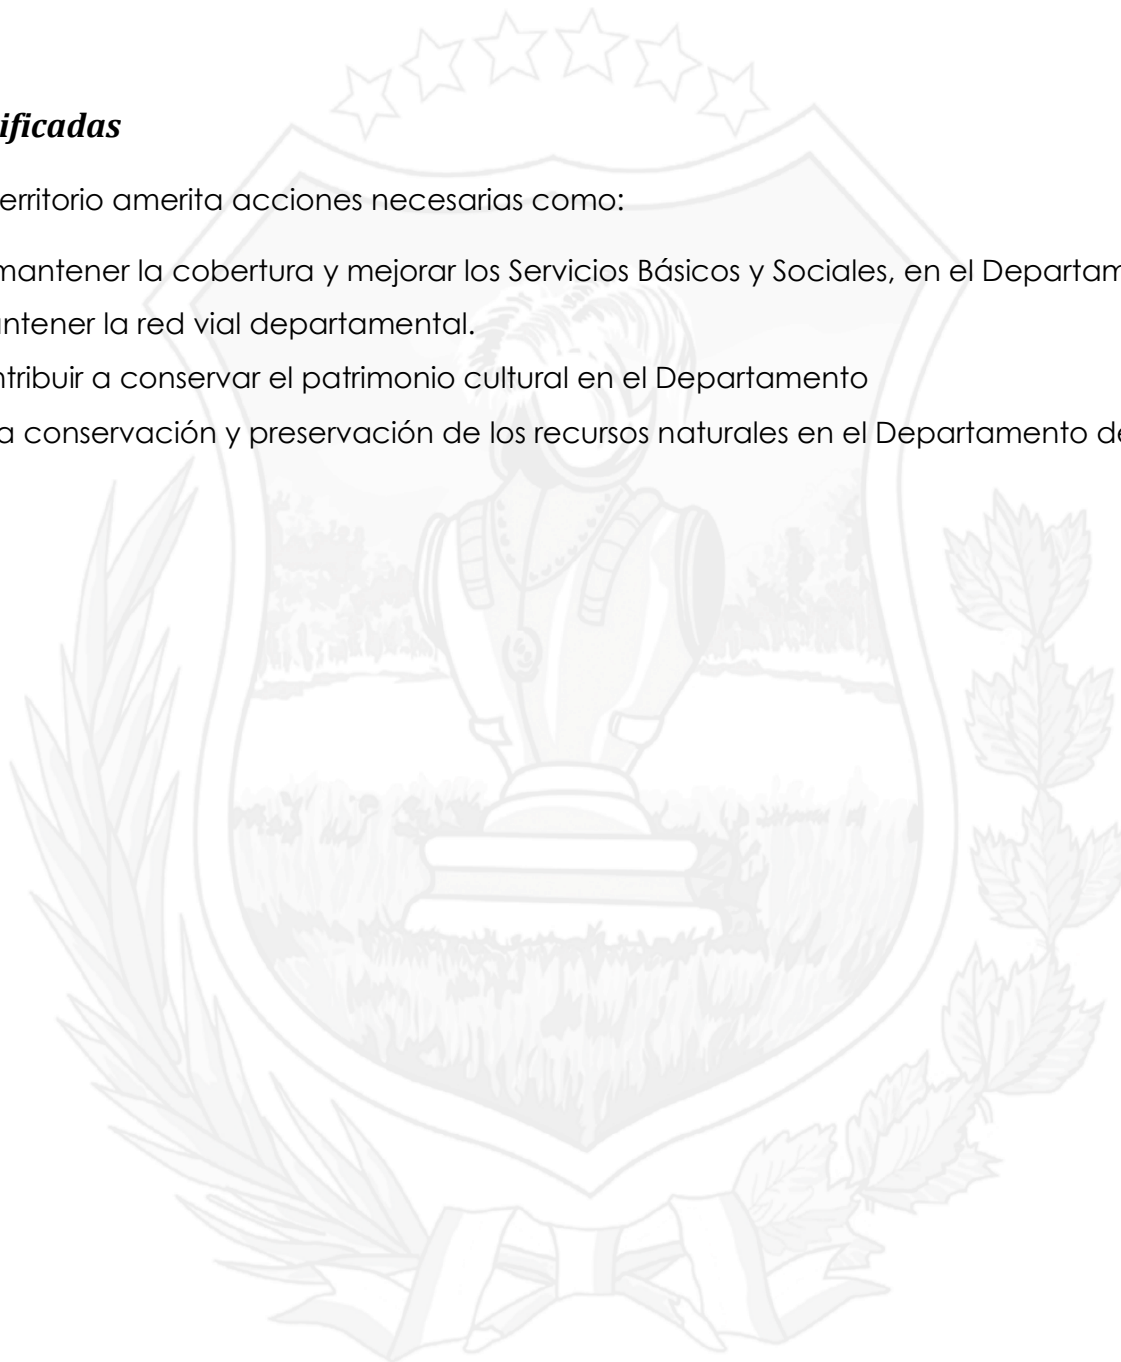 ificadas
erritorio amerita acciones necesarias como:
mantener la cobertura y mejorar los Servicios Básicos y Sociales, en el Departam
ntener la red vial departamental.
ntribuir a conservar el patrimonio cultural en el Departamento
a conservación y preservación de los recursos naturales en el Departamento de